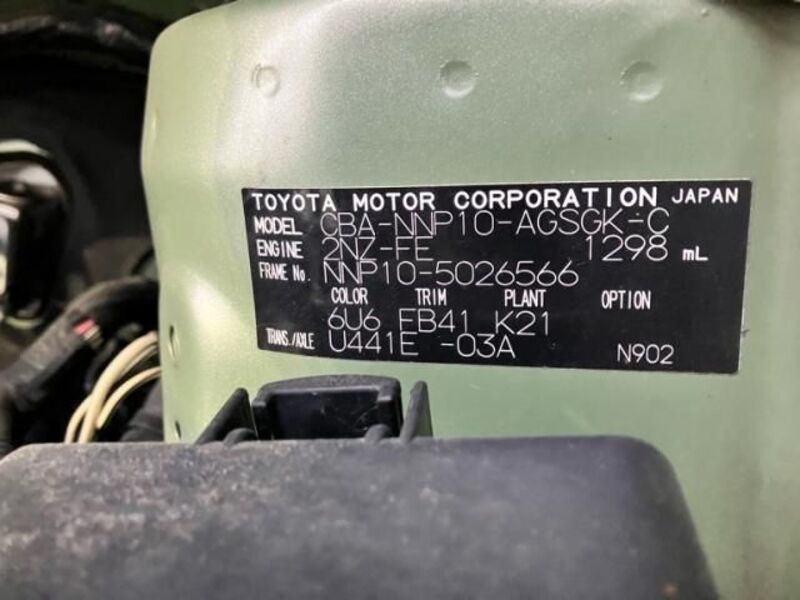 TOYOTA MOTOR CORPORATION JAPAN
MODEL CBA-NNP10-AGSGK-C
ENGINE 2NZ-FE 1298 mL
FRAME No. NNP10-5026566
COLOR TRIM PLANT OPTION
6U6 FB41 K21
TRANS./AXLE U441E -03A N902